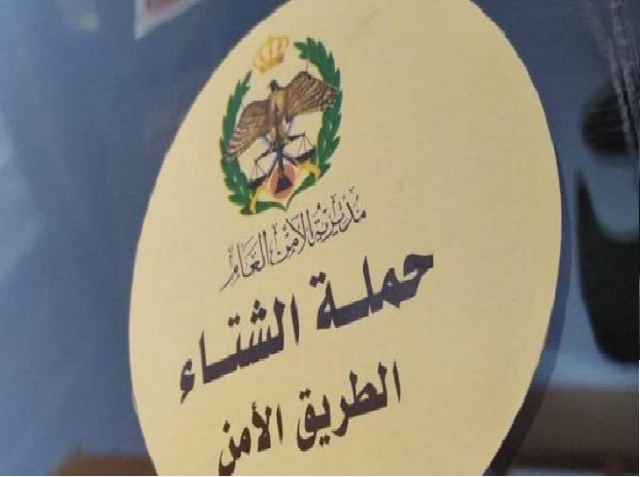 مديرية الأمن العام
حملة الشتاء
الطريق الأمن